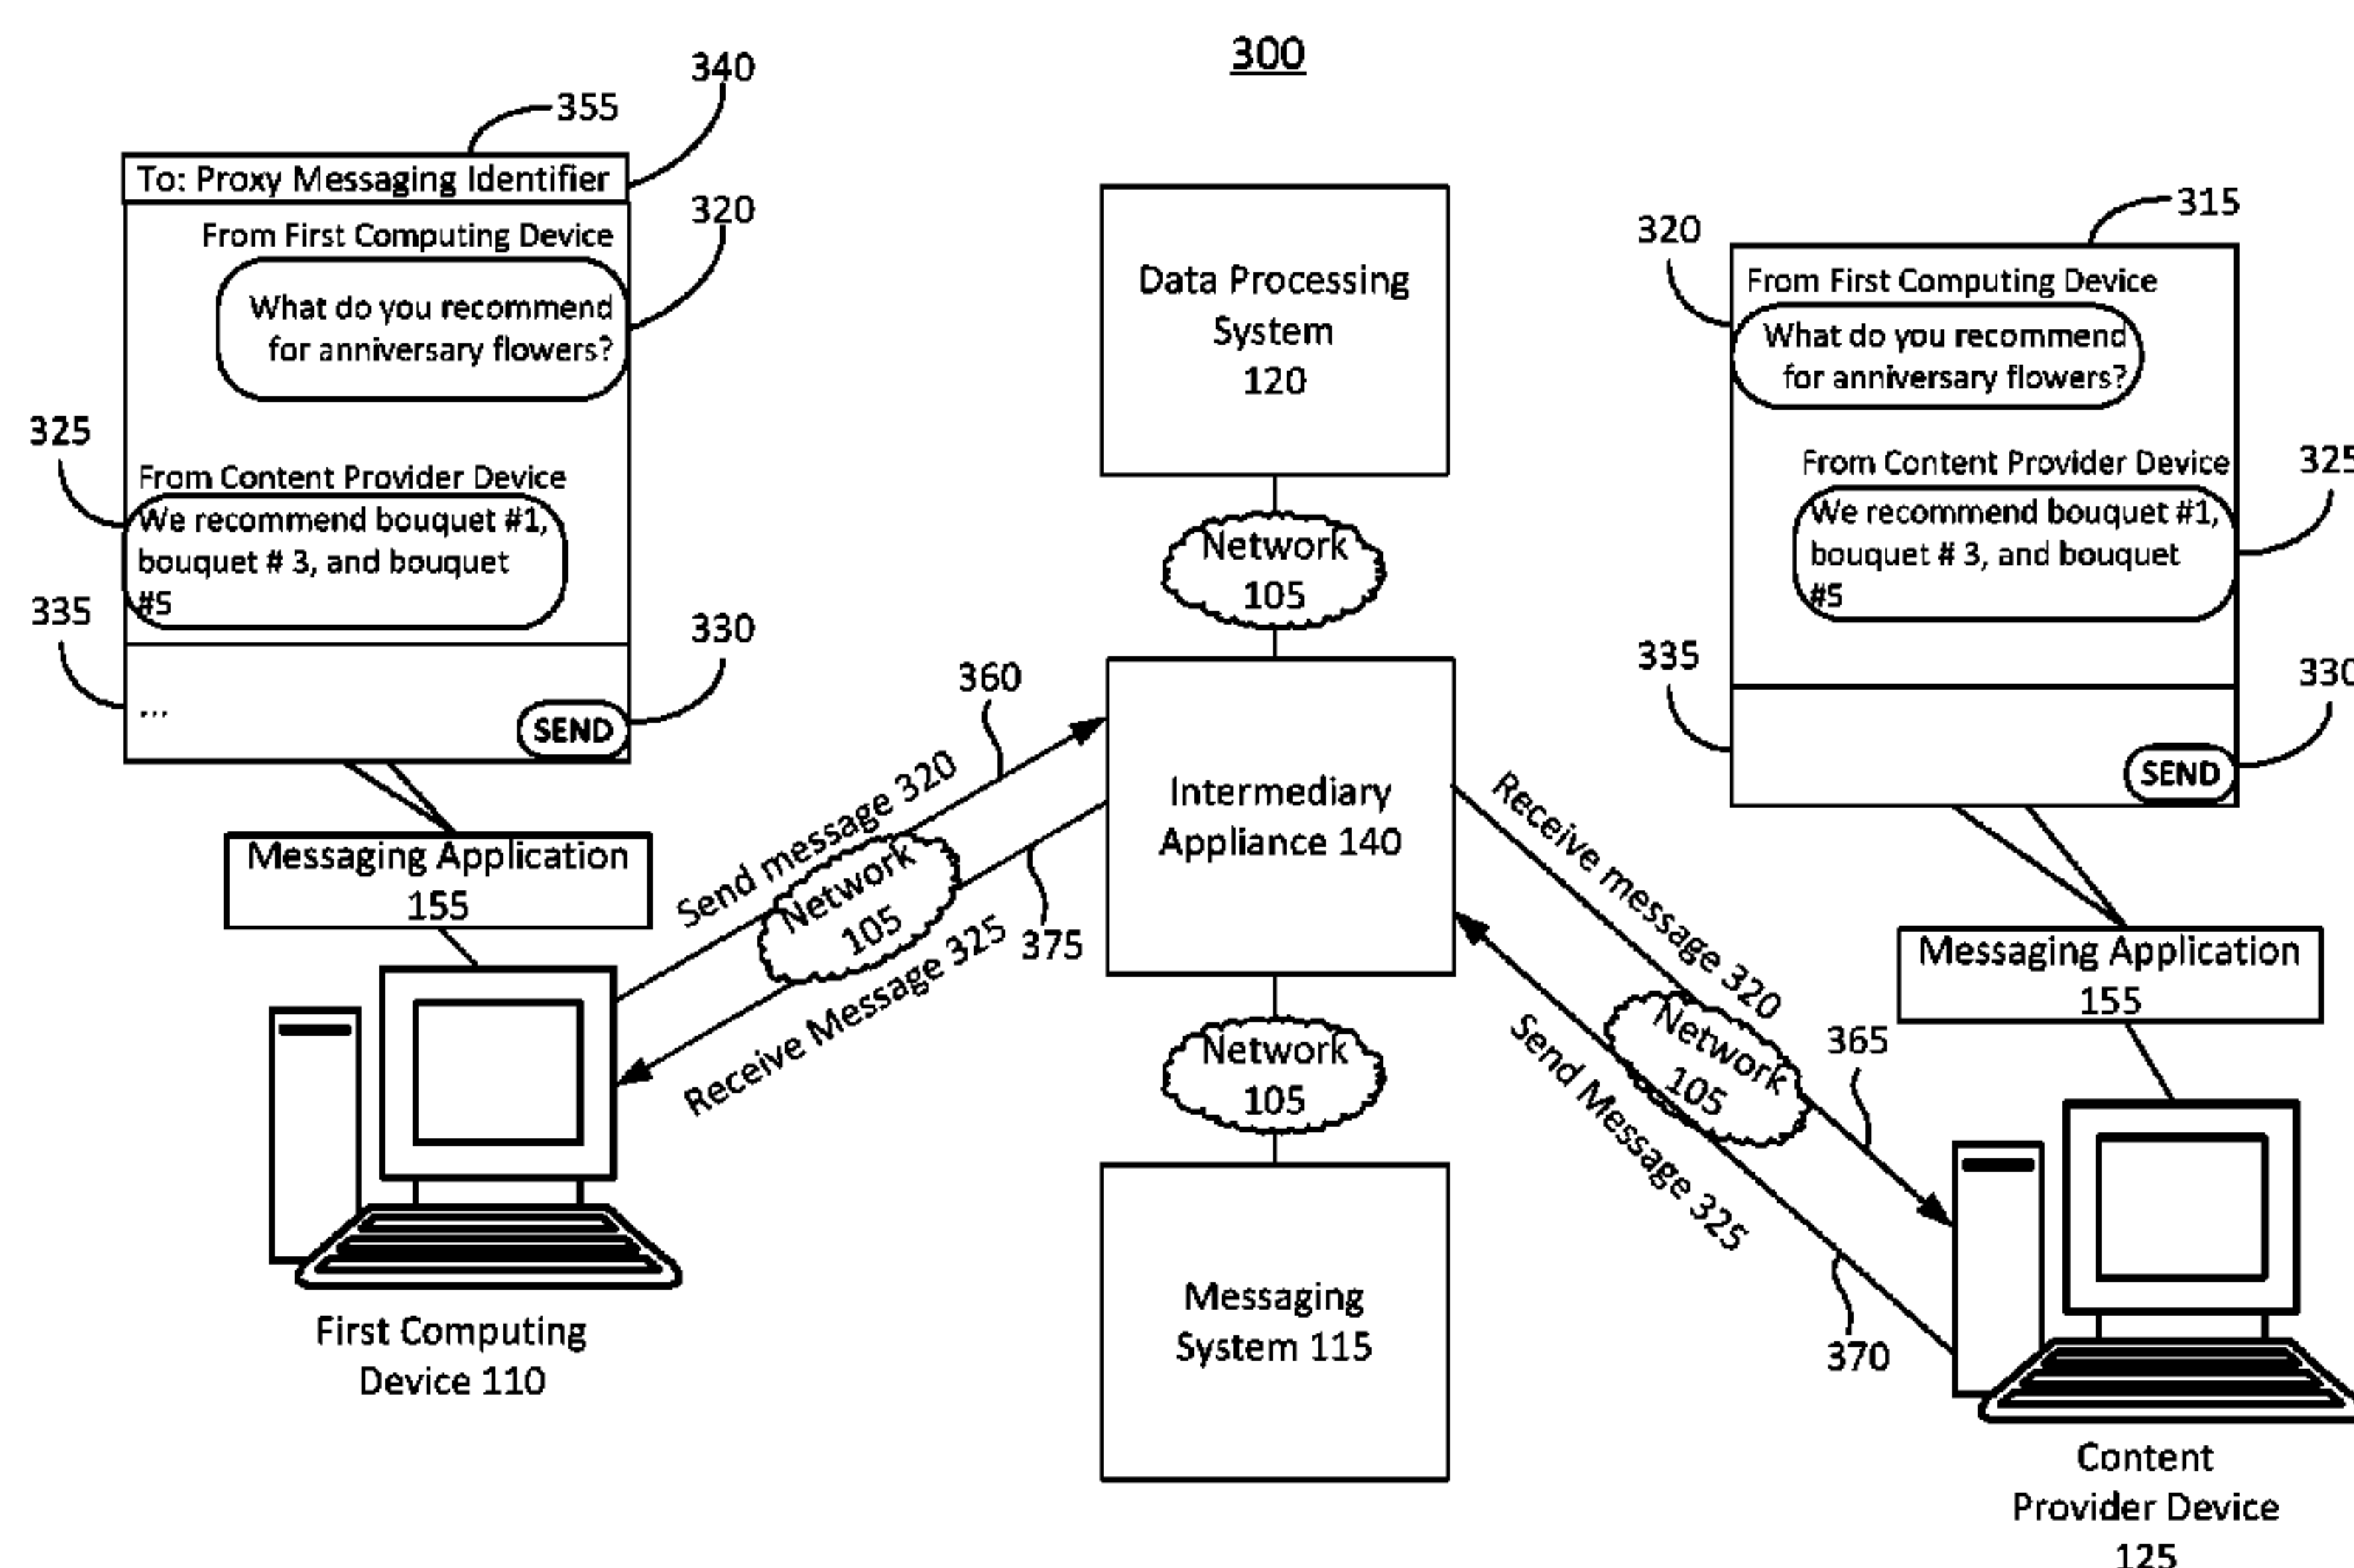 300
340
355
To: Proxy Messaging Identifier
320
From First Computing Device
What do you recommend
for anniversary flowers?
325
From Content Provider Device
We recommend bouquet #1,
bouquet # 3, and bouquet
#5
335
...
330
SEND
Messaging Application
155
First Computing
Device 110
360
Send message 320
Network
105
375
Receive Message 325
Data Processing
System
120
Network
105
Intermediary
Appliance 140
Network
105
Messaging
System 115
Receive message 320
Network
105
365
Send Message 325
370
315
320
From First Computing Device
What do you recommend
for anniversary flowers?
From Content Provider Device
325
We recommend bouquet #1,
bouquet # 3, and bouquet
#5
335
330
SEND
Messaging Application
155
Content
Provider Device
125